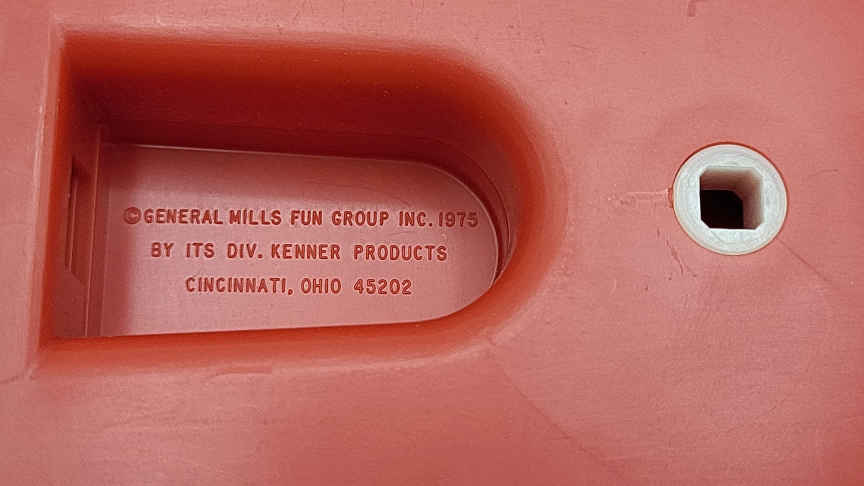 ©GENERAL MILLS FUN GROUP INC. 1975
BY ITS DIV. KENNER PRODUCTS
CINCINNATI, OHIO 45202